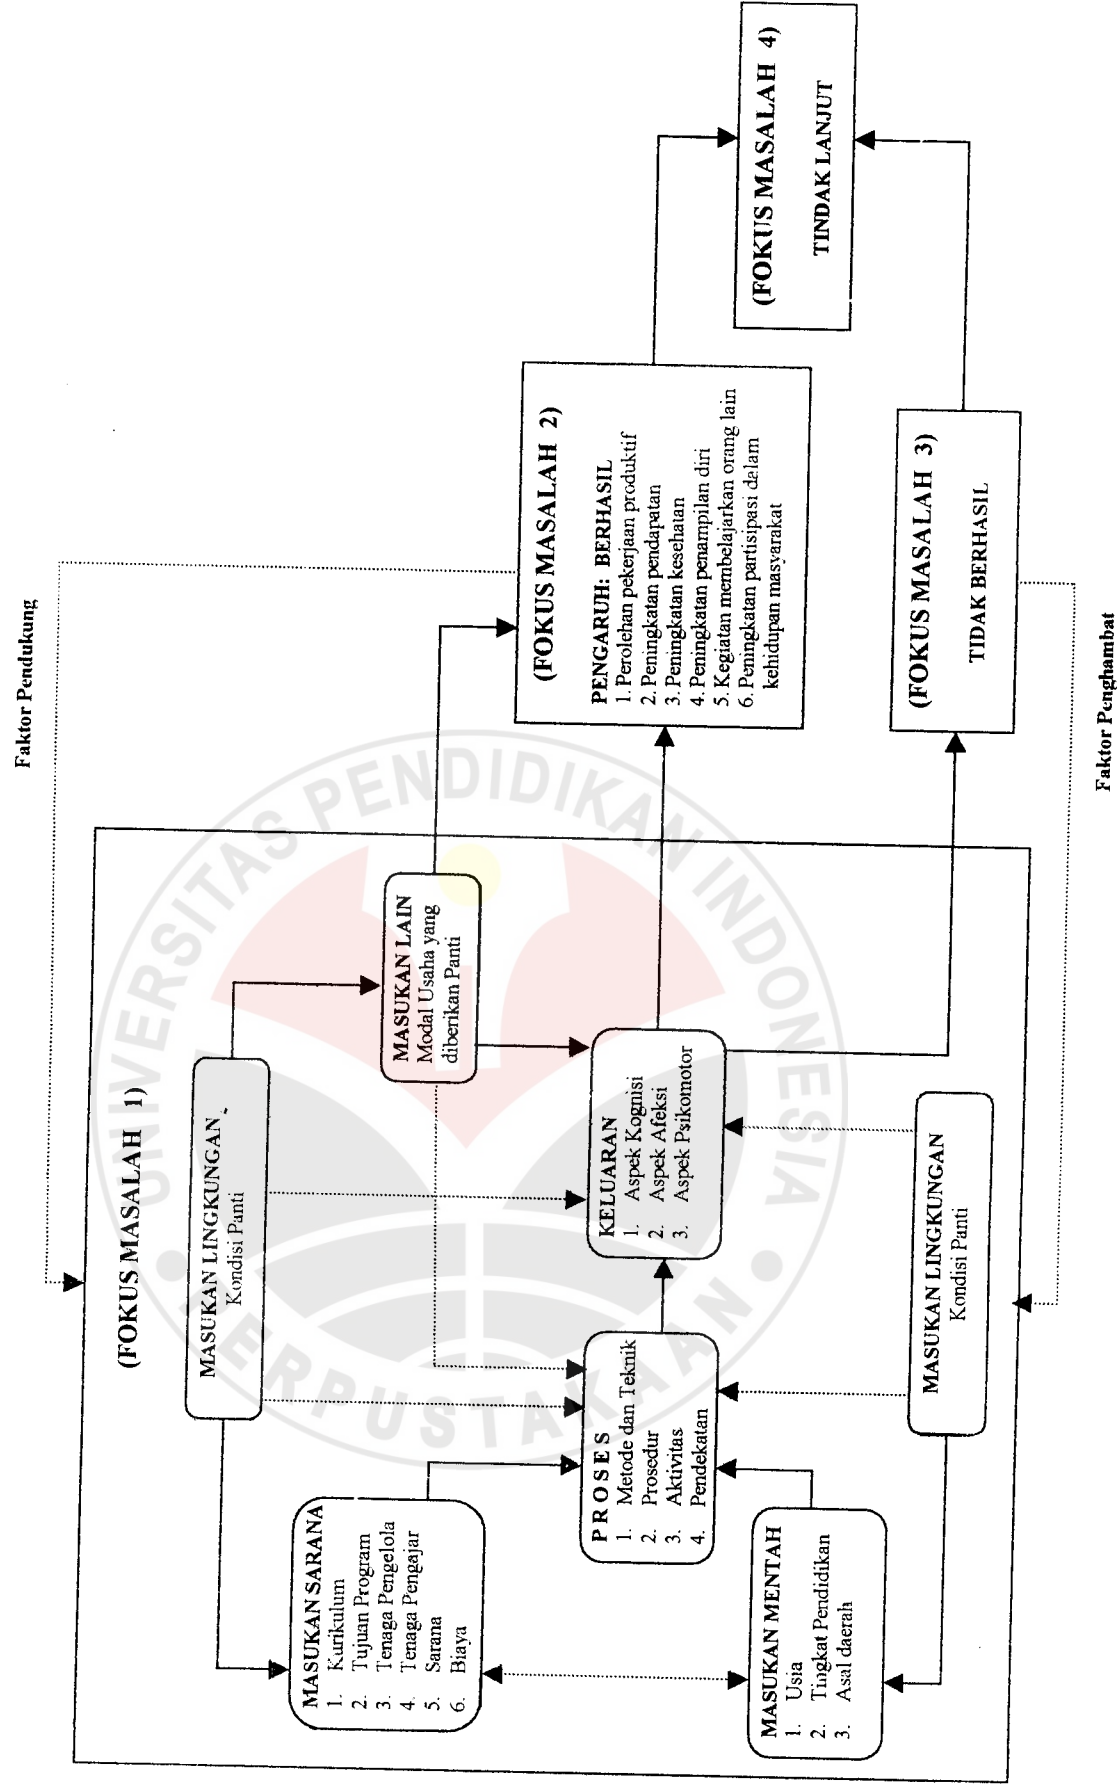 Faktor Pendukung
(FOKUS MASALAH 1)
MASUKAN LINGKUNGAN
Kondisi Panti
MASUKAN SARANA
1. Kurikulum
2. Tujuan Program
3. Tenaga Pengelola
4. Tenaga Pengajar
5. Sarana
6. Biaya
MASUKAN LAIN
Modal Usaha yang
diberikan Panti
PROSES
1. Metode dan Teknik
2. Prosedur
3. Aktivitas
4. Pendekatan
KELUARAN
1. Aspek Kognisi
2. Aspek Afeksi
3. Aspek Psikomotor
MASUKAN MENTAH
1. Usia
2. Tingkat Pendidikan
3. Asal daerah
MASUKAN LINGKUNGAN
Kondisi Panti
(FOKUS MASALAH 2)
PENGARUH: BERHASIL
1. Perolehan pekerjaan produktif
2. Peningkatan pendapatan
3. Peningkatan kesehatan
4. Peningkatan penampilan diri
5. Kegiatan membelajarkan orang lain
6. Peningkatan partisipasi dalam
kehidupan masyarakat
(FOKUS MASALAH 3)
TIDAK BERHASIL
(FOKUS MASALAH 4)
TINDAK LANJUT
Faktor Penghambat
UNIVERSITAS PENDIDIKAN INDONESIA
PERPUSTAKAAN